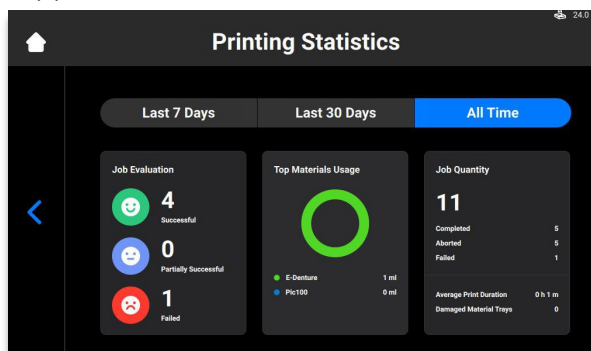 24.0
Printing Statistics
Last 7 Days
Last 30 Days
All Time
Job Evaluation
4
Successful
0
Partially Successful
1
Failed
Top Materials Usage
E-Denture 1 ml
Pic100 0 ml
Job Quantity
11
Completed 5
Aborted 5
Failed 1
Average Print Duration 0 h 1 m
Damaged Material Trays 0